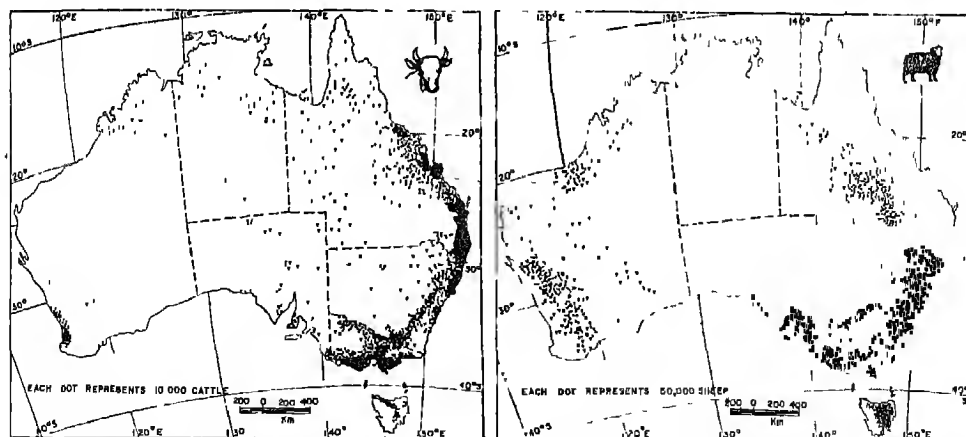 120°E 130° 140° 150°E
10°S
20°
20°
30°
30°
EACH DOT REPRESENTS 10 000 CATTLE
200 0 200 400
Km
40°S
40°S
120°E 130 140° 150°E
120°E 130° 140°
10°S
20°
20°
30°
30°
EACH DOT REPRESENTS 50,000 SHEEP
200 0 200 400
Km
40°S
120°E 130° 140° 150°E